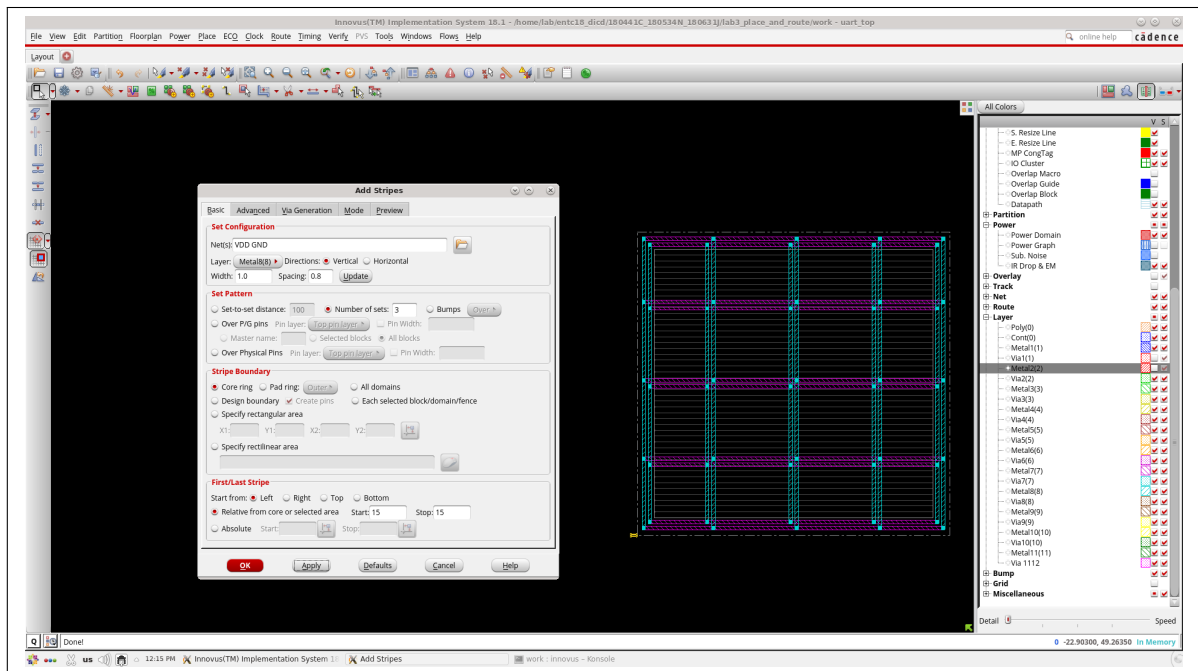 Innovus(TM) Implementation System 18.1 - /home/lab/entc18_dicd/180441C_180534N_180631J/lab3_place_and_route/work - uart_top
File View Edit Partition Floorplan Power Place ECO Clock Route Timing Verify PVS Tools Windows Flows Help
online help cādence
Layout
All Colors
V S
S. Resize Line
E. Resize Line
MP CongTag
IO Cluster
Overlap Macro
Overlap Guide
Overlap Block
Datapath
Partition
Power
Power Domain
Power Graph
Sub. Noise
IR Drop & EM
Overlay
Track
Net
Route
Layer
Poly(0)
Cont(0)
Metal1(1)
Via1(1)
Metal2(2)
Via2(2)
Metal3(3)
Via3(3)
Metal4(4)
Via4(4)
Metal5(5)
Via5(5)
Metal6(6)
Via6(6)
Metal7(7)
Via7(7)
Metal8(8)
Via8(8)
Metal9(9)
Via9(9)
Metal10(10)
Via10(10)
Metal11(11)
Via 1112
Bump
Grid
Miscellaneous
Detail Speed
Add Stripes
Basic Advanced Via Generation Mode Preview
Set Configuration
Net(s): VDD GND
Layer: Metal8(8) Directions: Vertical Horizontal
Width: 1.0 Spacing: 0.8 Update
Set Pattern
Set-to-set distance: 100 Number of sets: 3 Bumps Over
Over P/G pins Pin layer: Top pin layer Pin Width:
Master name: Selected blocks All blocks
Over Physical Pins Pin layer: Top pin layer Pin Width:
Stripe Boundary
Core ring Pad ring: Outer All domains
Design boundary Create pins Each selected block/domain/fence
Specify rectangular area
X1: Y1: X2: Y2:
Specify rectilinear area
First/Last Stripe
Start from: Left Right Top Bottom
Relative from core or selected area Start: 15 Stop: 15
Absolute Start: Stop:
OK Apply Defaults Cancel Help
Q Done! 0 -22.90300, 49.26350 In Memory
us 12:15 PM Innovus(TM) Implementation System 18 Add Stripes work : innovus – Konsole